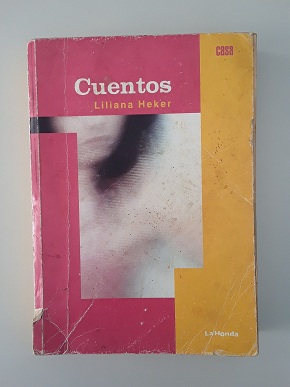 casa
Cuentos
Liliana Heker
La Honda